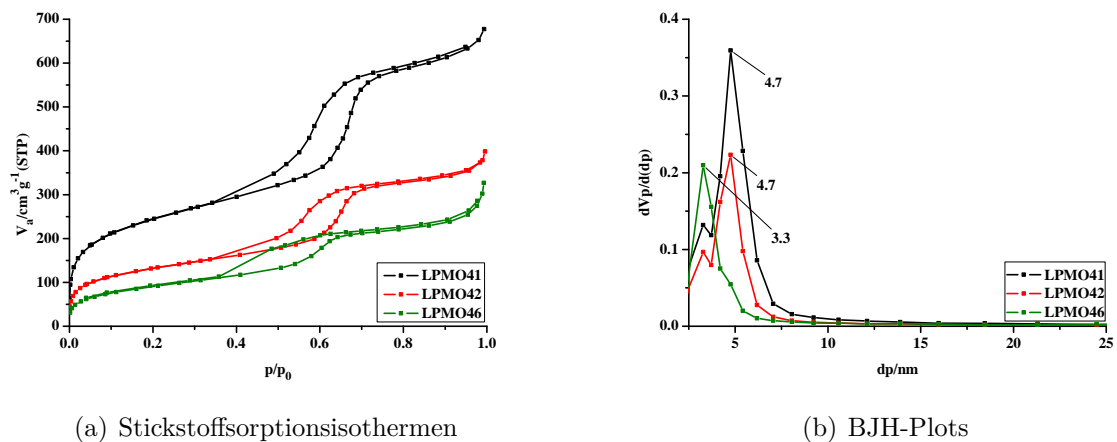 700
600
500
400
300
200
100
0
0.0
0.2
0.4
0.6
0.8
1.0
V_a/cm^3 g^-1(STP)
p/p_0
LPMO41
LPMO42
LPMO46
0.4
0.3
0.2
0.1
0.0
5
10
15
20
25
dVp/d(dp)
dp/nm
4.7
4.7
3.3
LPMO41
LPMO42
LPMO46
(a) Stickstoffsorptionsisothermen
(b) BJH-Plots